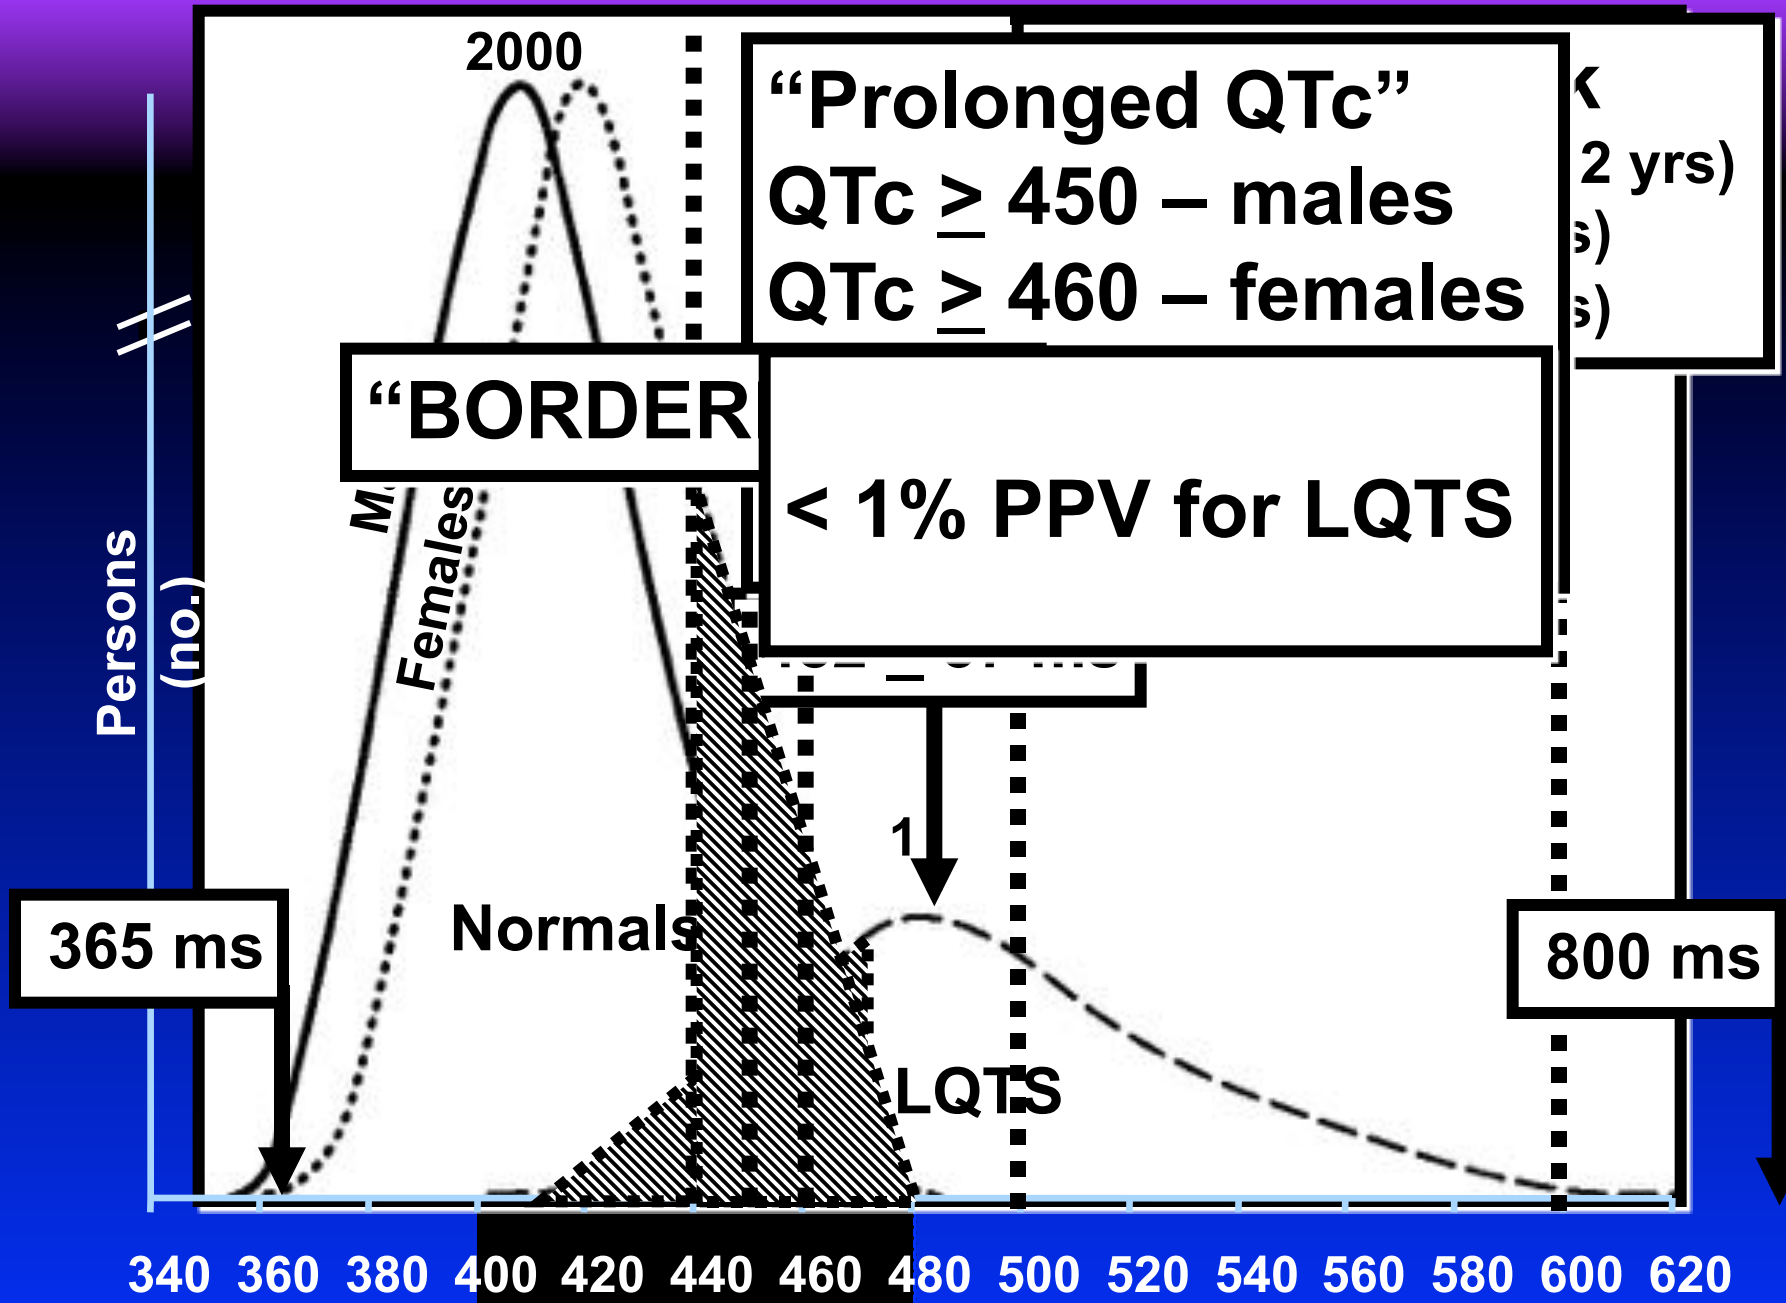 2000
“Prolonged QTc”
QTc ≥ 450 – males
QTc ≥ 460 – females
2 yrs)
s)
s)
“BORDER
< 1% PPV for LQTS
Females
Persons
(no.)
1
Normals
365 ms
800 ms
LQTS
340 360 380 400 420 440 460 480 500 520 540 560 580 600 620